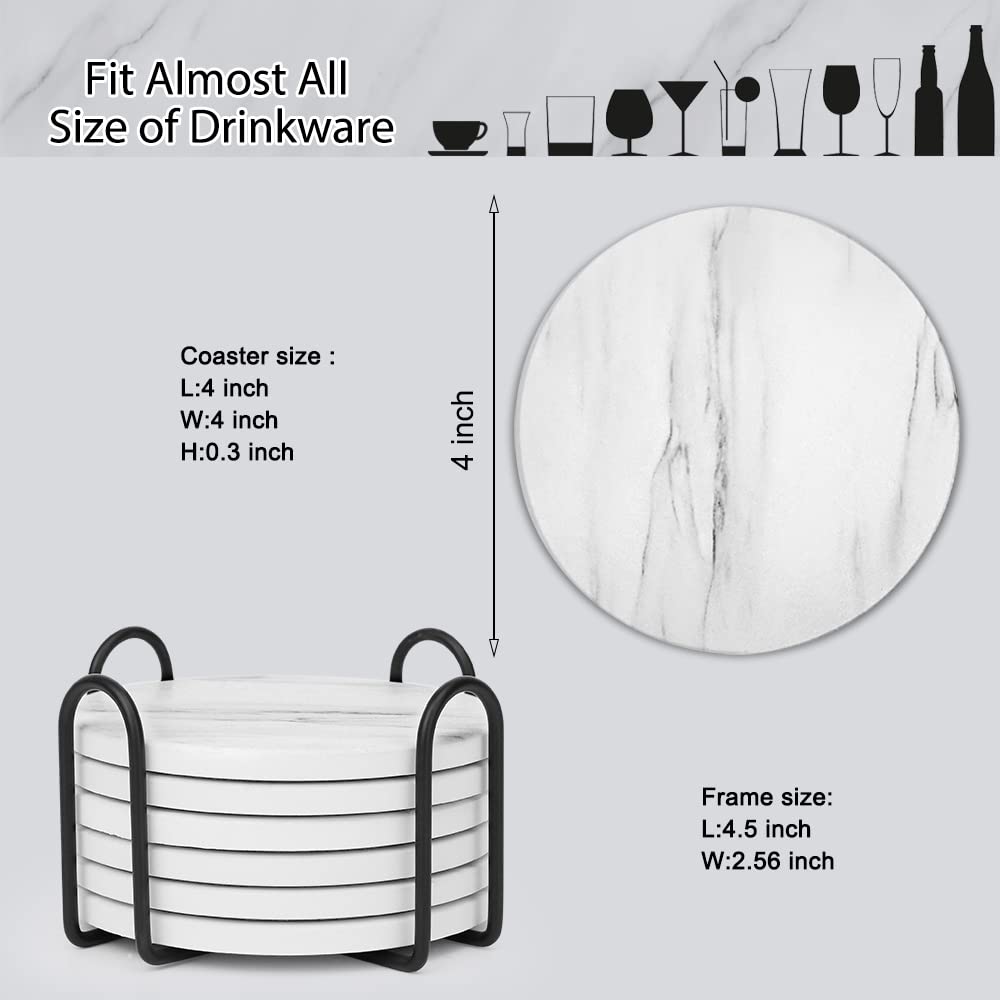 Fit Almost All
Size of Drinkware
Coaster size :
L:4 inch
W:4 inch
H:0.3 inch
4 inch
Frame size:
L:4.5 inch
W:2.56 inch